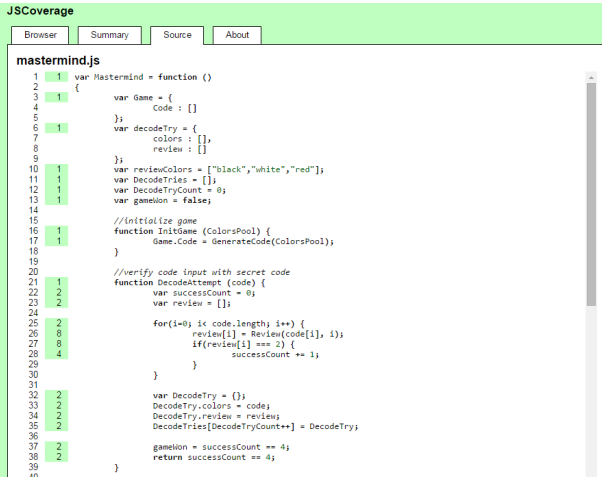 JSCoverage
Browser Summary Source About
mastermind.js
1 1 var Mastermind = function ()
2 {
3 1 var Game = {
4 Code : []
5 };
6 1 var decodeTry = {
7 colors : [],
8 review : []
9 };
10 1 var reviewColors = ["black","white","red"];
11 1 var DecodeTries = [];
12 1 var DecodeTryCount = 0;
13 1 var gameWon = false;
14
15 //initialize game
16 1 function InitGame (ColorsPool) {
17 1 Game.Code = GenerateCode(ColorsPool);
18 }
19
20 //verify code input with secret code
21 1 function DecodeAttempt (code) {
22 2 var successCount = 0;
23 2 var review = [];
24
25 2 for(i=0; i< code.length; i++) {
26 8 review[i] = Review(code[i], i);
27 8 if(review[i] === 2) {
28 4 successCount += 1;
29 }
30 }
31
32 2 var DecodeTry = {};
33 2 DecodeTry.colors = code;
34 2 DecodeTry.review = review;
35 2 DecodeTries[DecodeTryCount++] = DecodeTry;
36
37 2 gameWon = successCount == 4;
38 2 return successCount == 4;
39 }
40